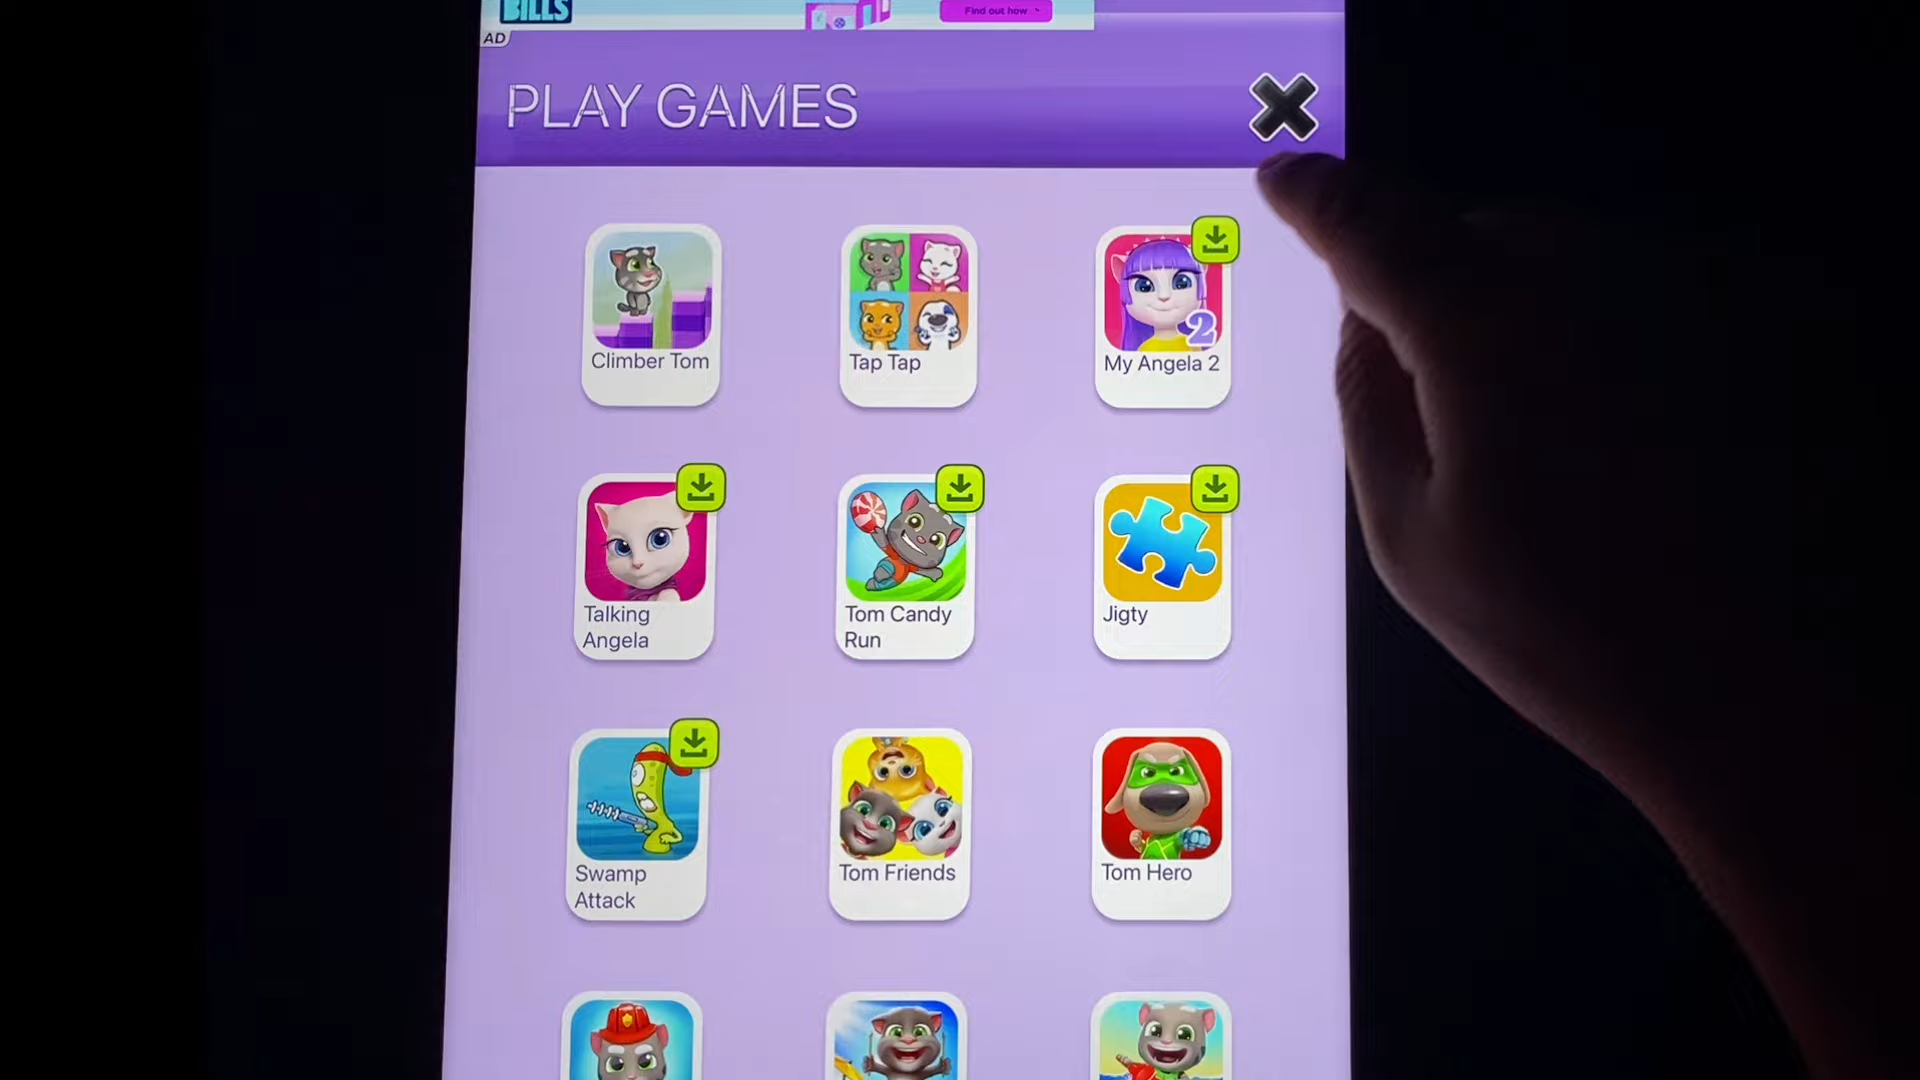 BILLS
Find out how
AD
PLAY GAMES
Climber Tom
Tap Tap
2
My Angela 2
Talking
Angela
Tom Candy
Run
Jigty
Swamp
Attack
Tom Friends
Tom Hero